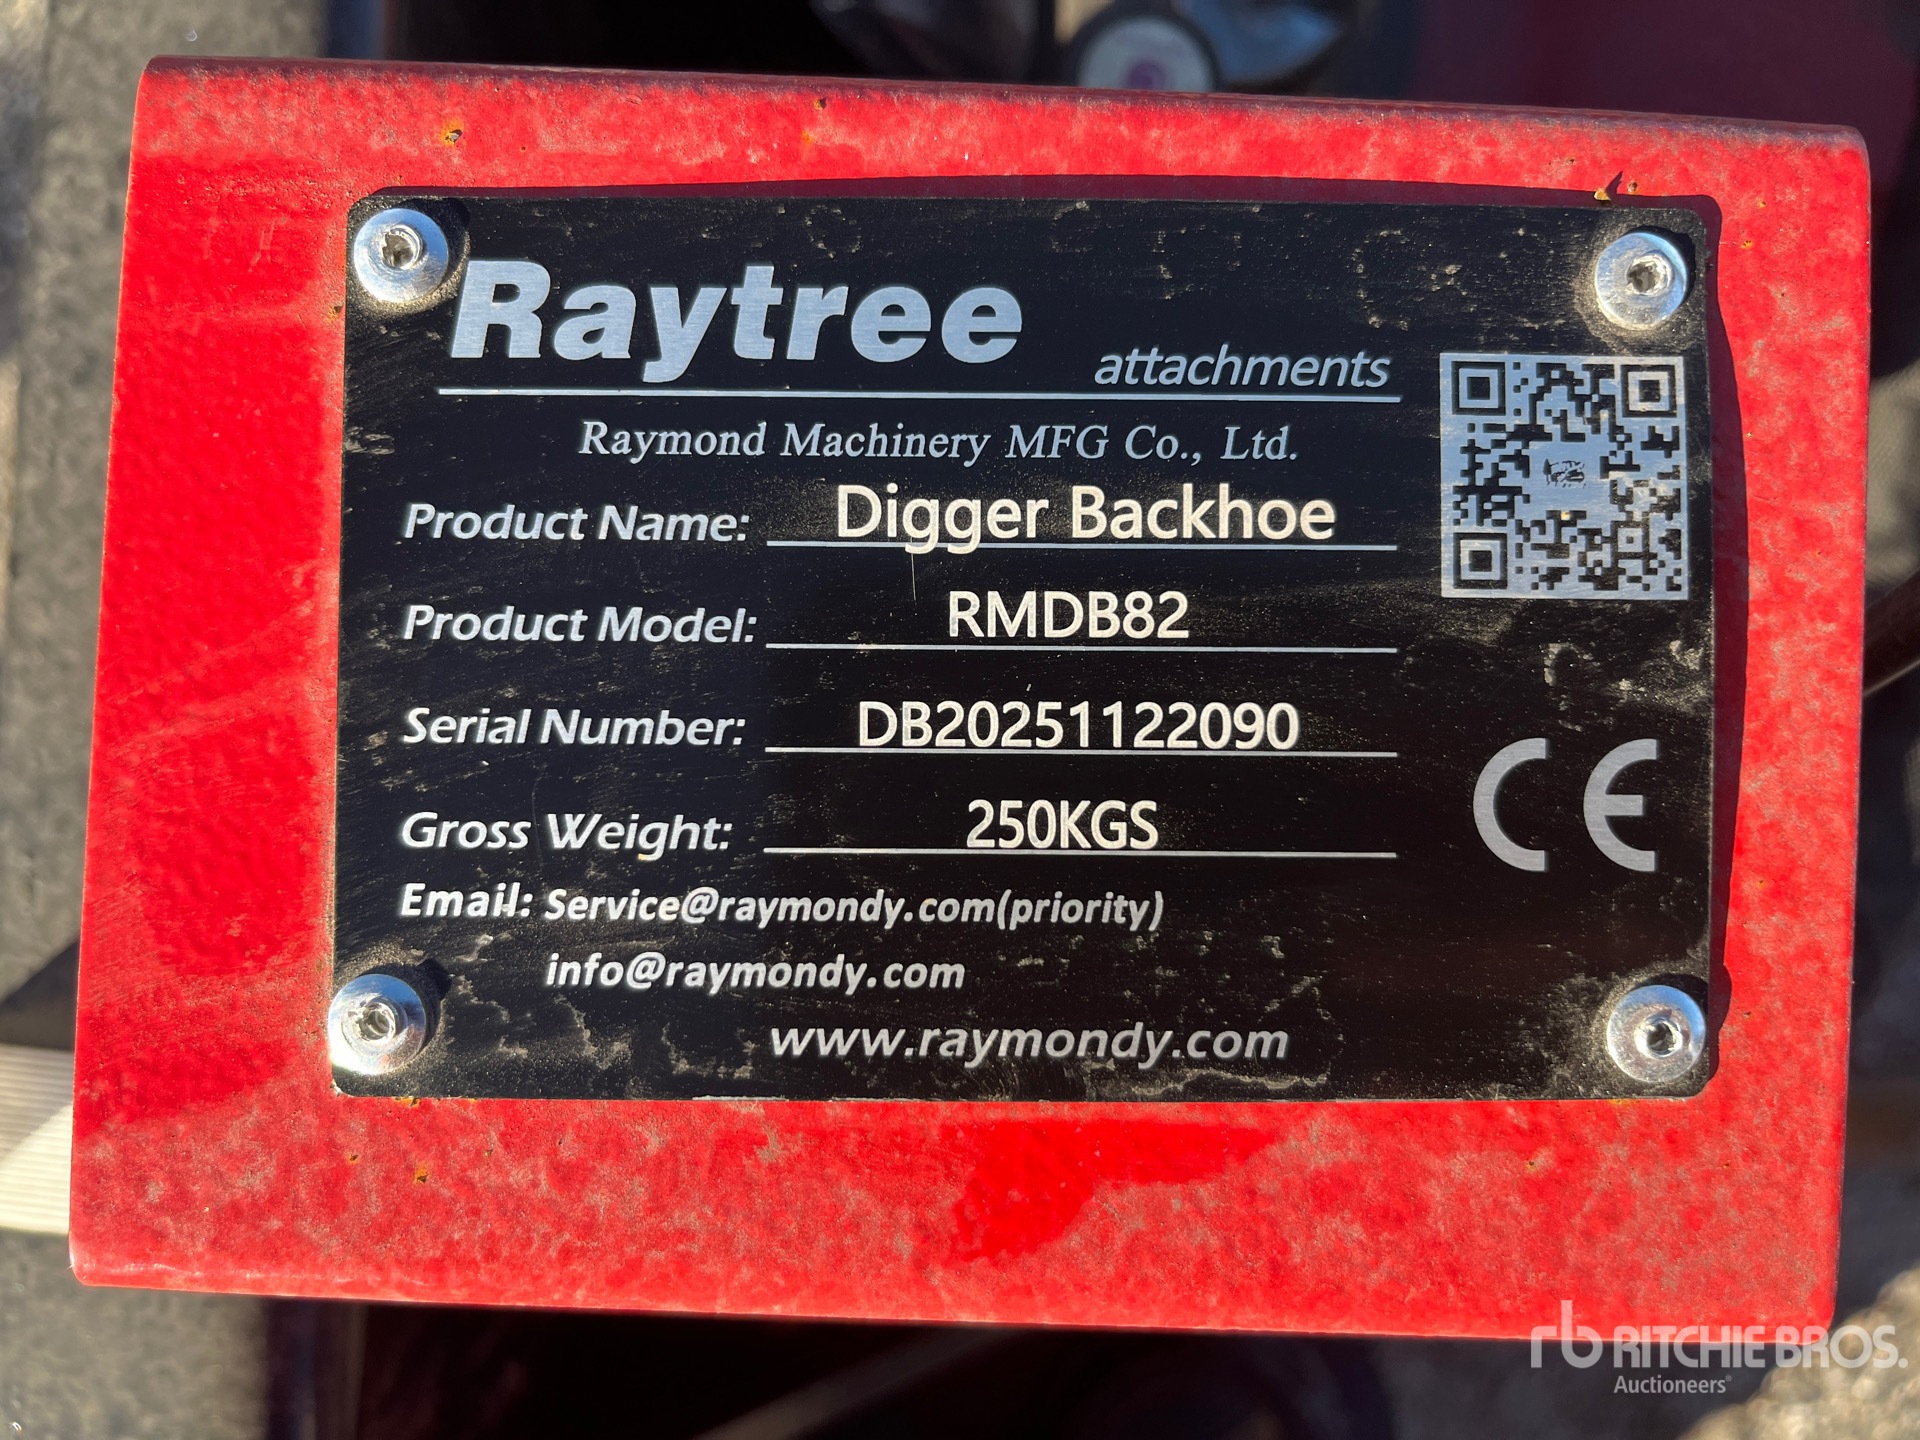 Raytree attachments
Raymond Machinery MFG Co., Ltd.
Product Name: Digger Backhoe
Product Model: RMDB82
Serial Number: DB20251122090
Gross Weight: 250KGS
Email: Service@raymondy.com(priority)
info@raymondy.com
www.raymondy.com
CE
rb RITCHIE BROS.
Auctioneers®